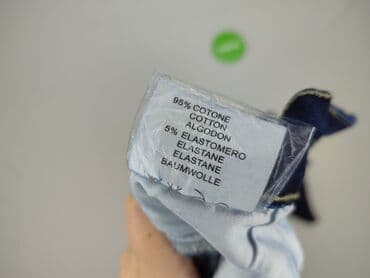 95% COTONE
COTTON
ALGODON
5% ELASTOMERO
ELASTANE
ELASTANE
BAUMWOLLE